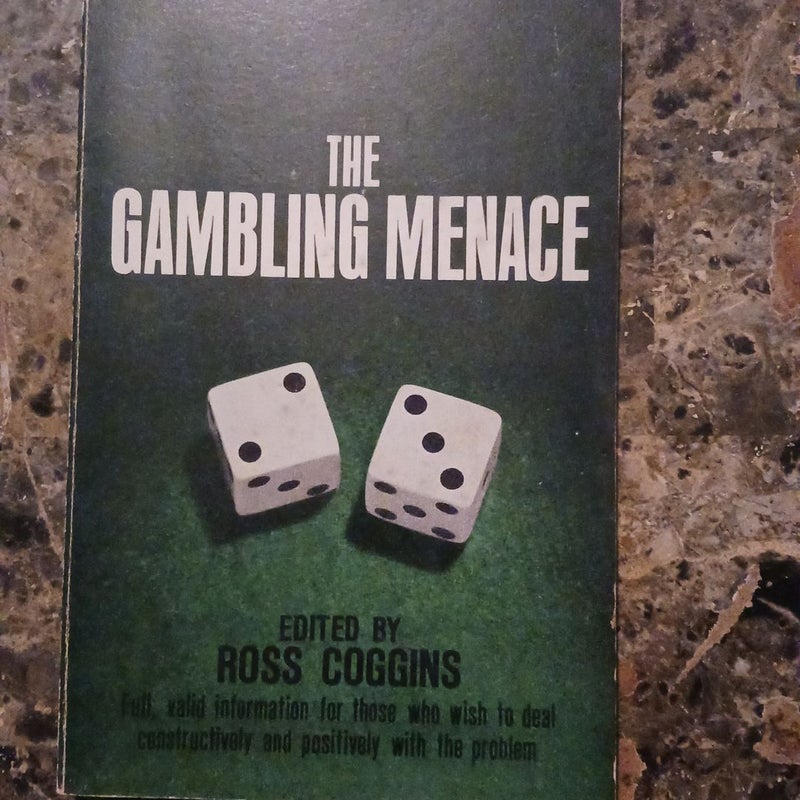 THE
GAMBLING MENACE
EDITED BY
ROSS COGGINS
Full, valid information for those who wish to deal
constructively and positively with the problem